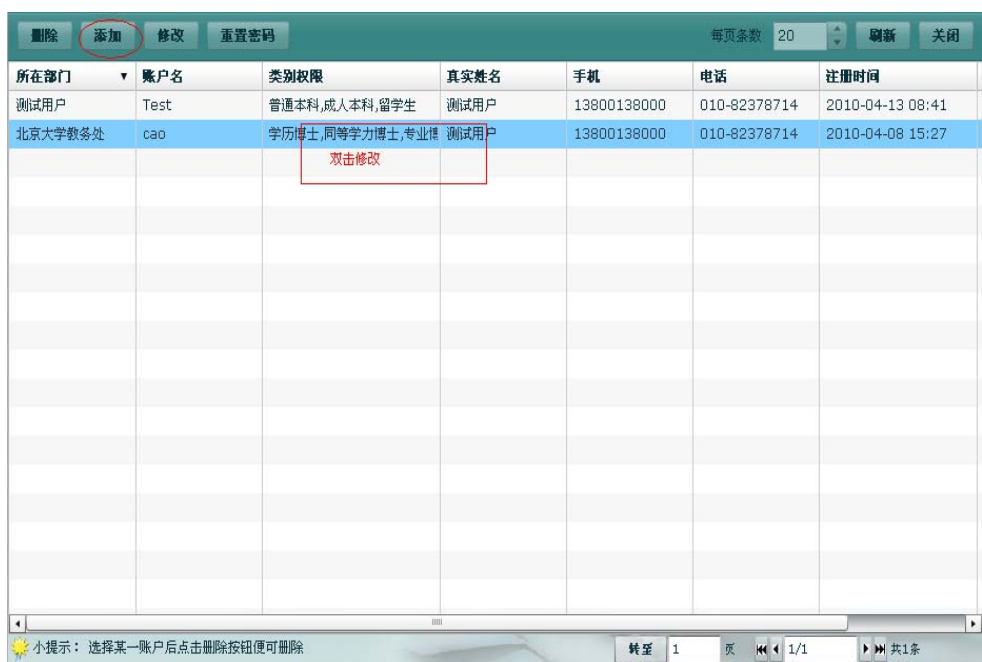 删除 添加 修改 重置密码 每页条数 20 刷新 关闭
所在部门 账户名 类别权限 真实姓名 手机 电话 注册时间
测试用户 Test 普通本科,成人本科,留学生 测试用户 13800138000 010-82378714 2010-04-13 08:41
北京大学教务处 cao 学历博士,同等学力博士,专业博 测试用户 13800138000 010-82378714 2010-04-08 15:27
双击修改
小提示: 选择某一账户后点击删除按钮便可删除 转至 1 页 1/1 共1条